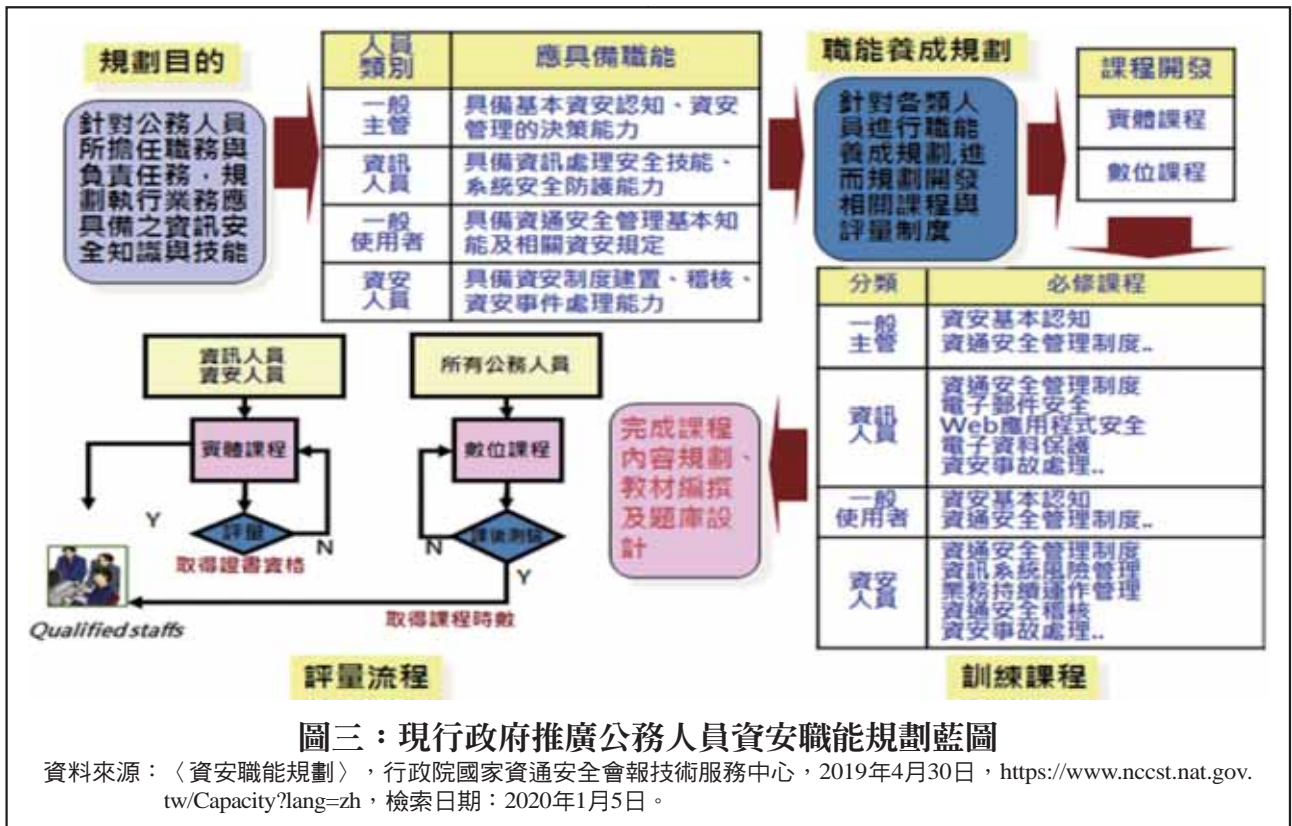 規劃目的
針對公務人員
所擔任職務與
負責任務，規
劃執行業務應
具備之資訊安
全知識與技能
人員
類別
應具備職能
一般
主管
具備基本資安認知、資安
管理的決策能力
資訊
人員
具備資訊處理安全技能、
系統安全防護能力
一般
使用者
具備資通安全管理基本知
能及相關資安規定
資安
人員
具備資安制度建置、稽核、
資安事件處理能力
職能養成規劃
針對各類人
員進行職能
養成規劃,進
而規劃開發
相關課程與
評量制度
課程開發
實體課程
數位課程
分類
必修課程
一般
主管
資安基本認知
資通安全管理制度..
資訊
人員
資通安全管理制度
電子郵件安全
Web應用程式安全
電子資料保護
資安事故處理..
一般
使用者
資安基本認知
資通安全管理制度..
資安
人員
資通安全管理制度
資訊系統風險管理
業務持續運作管理
資通安全稽核
資安事故處理..
訓練課程
完成課程
內容規劃、
教材編撰
及題庫設
計
資訊人員
資安人員
實體課程
評量
Y
N
取得證書資格
所有公務人員
數位課程
課後測驗
N
Y
取得課程時數
Qualified staffs
評量流程
圖三：現行政府推廣公務人員資安職能規劃藍圖
資料來源：〈資安職能規劃〉，行政院國家資通安全會報技術服務中心，2019年4月30日，https://www.nccst.nat.gov.
tw/Capacity?lang=zh，檢索日期：2020年1月5日。